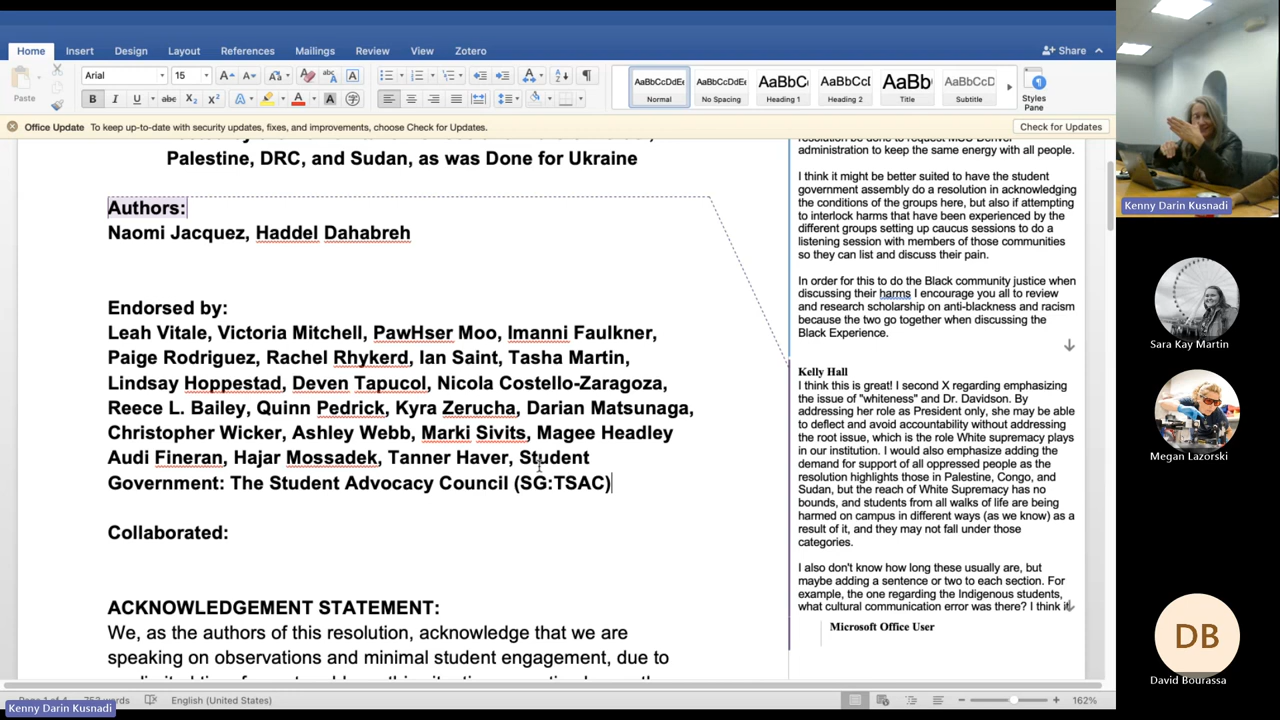 Home Insert Design Layout References Mailings Review View Zotero Share
Paste Arial 15 AaBbCcDdEe AaBbCcDdEe AaBbC AaBbCcI AaBb AaBbCcD
Normal No Spacing Heading 1 Heading 2 Title Subtitle Styles Pane
Office Update To keep up-to-date with security updates, fixes, and improvements, choose Check for Updates. Check for Updates
Palestine, DRC, and Sudan, as was Done for Ukraine
Authors:
Naomi Jacquez, Haddel Dahabreh
Endorsed by:
Leah Vitale, Victoria Mitchell, PawHser Moo, Imanni Faulkner,
Paige Rodriguez, Rachel Rhykerd, Ian Saint, Tasha Martin,
Lindsay Hoppestad, Deven Tapucol, Nicola Costello-Zaragoza,
Reece L. Bailey, Quinn Pedrick, Kyra Zerucha, Darian Matsunaga,
Christopher Wicker, Ashley Webb, Marki Sivits, Magee Headley
Audi Fineran, Hajar Mossadek, Tanner Haver, Student
Government: The Student Advocacy Council (SG:TSAC)
Collaborated:
ACKNOWLEDGEMENT STATEMENT:
We, as the authors of this resolution, acknowledge that we are
speaking on observations and minimal student engagement, due to
administration to keep the same energy with all people.
I think it might be better suited to have the student
government assembly do a resolution in acknowledging
the conditions of the groups here, but also if attempting
to interlock harms that have been experienced by the
different groups setting up caucus sessions to do a
listening session with members of those communities
so they can list and discuss their pain.
In order for this to do the Black community justice when
discussing their harms I encourage you all to review
and research scholarship on anti-blackness and racism
because the two go together when discussing the
Black Experience.
Kelly Hall
I think this is great! I second X regarding emphasizing
the issue of "whiteness" and Dr. Davidson. By
addressing her role as President only, she may be able
to deflect and avoid accountability without addressing
the root issue, which is the role White supremacy plays
in our institution. I would also emphasize adding the
demand for support of all oppressed people as the
resolution highlights those in Palestine, Congo, and
Sudan, but the reach of White Supremacy has no
bounds, and students from all walks of life are being
harmed on campus in different ways (as we know) as a
result of it, and they may not fall under those
categories.
I also don't know how long these usually are, but
maybe adding a sentence or two to each section. For
example, the one regarding the Indigenous students,
what cultural communication error was there? I think it
Microsoft Office User
English (United States) 162%
Kenny Darin Kusnadi
Kenny Darin Kusnadi
Sara Kay Martin
Megan Lazorski
DB
David Bourassa